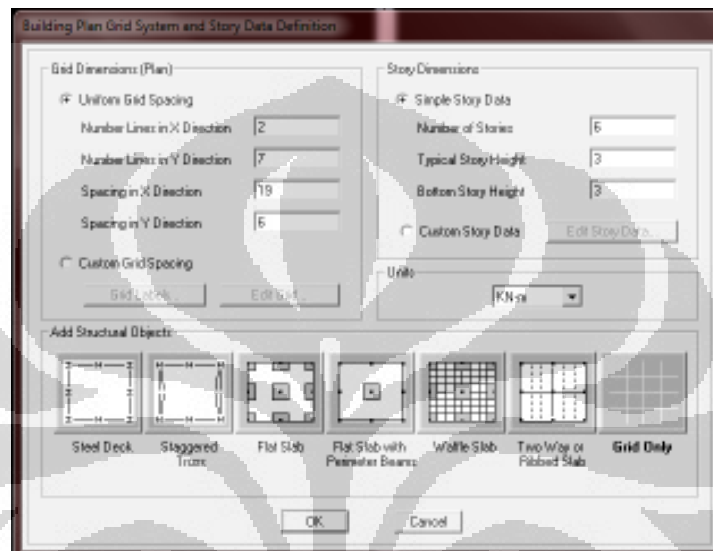 Building Plan Grid System and Story Data Definition
Grid Dimensions (Plan)
Uniform Grid Spacing
Number Lines in X Direction 2
Number Lines in Y Direction 7
Spacing in X Direction 19
Spacing in Y Direction 6
Custom Grid Spacing
Grid Labels... Edit Grid...
Story Dimensions
Simple Story Data
Number of Stories 6
Typical Story Height 3
Bottom Story Height 3
Custom Story Data Edit Story Data...
Units
KN-m
Add Structural Objects
Steel Deck
Staggered Truss
Flat Slab
Flat Slab with Perimeter Beams
Waffle Slab
Two Way or Ribbed Slab
Grid Only
OK Cancel